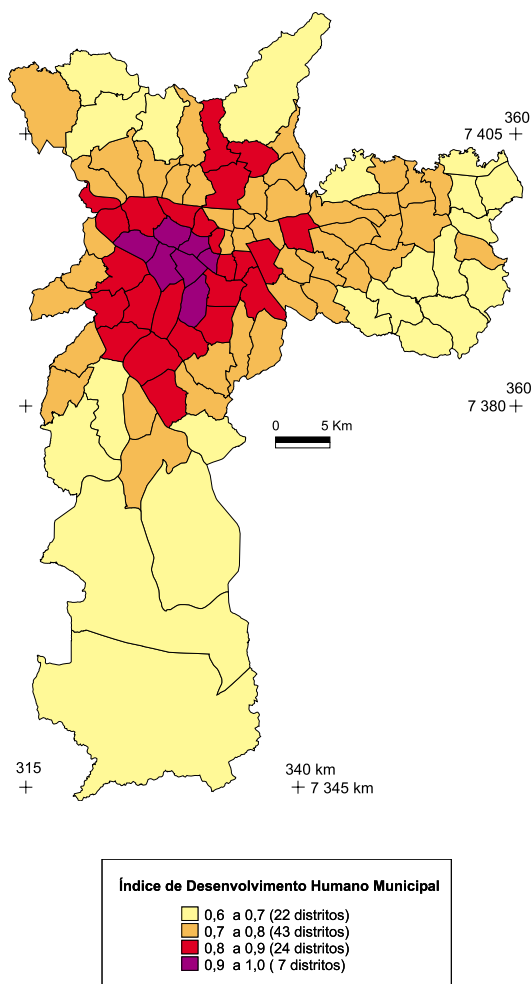 360
7 405
360
7 380
0 5 Km
315
340 km
7 345 km
Índice de Desenvolvimento Humano Municipal
0,6 a 0,7 (22 distritos)
0,7 a 0,8 (43 distritos)
0,8 a 0,9 (24 distritos)
0,9 a 1,0 ( 7 distritos)